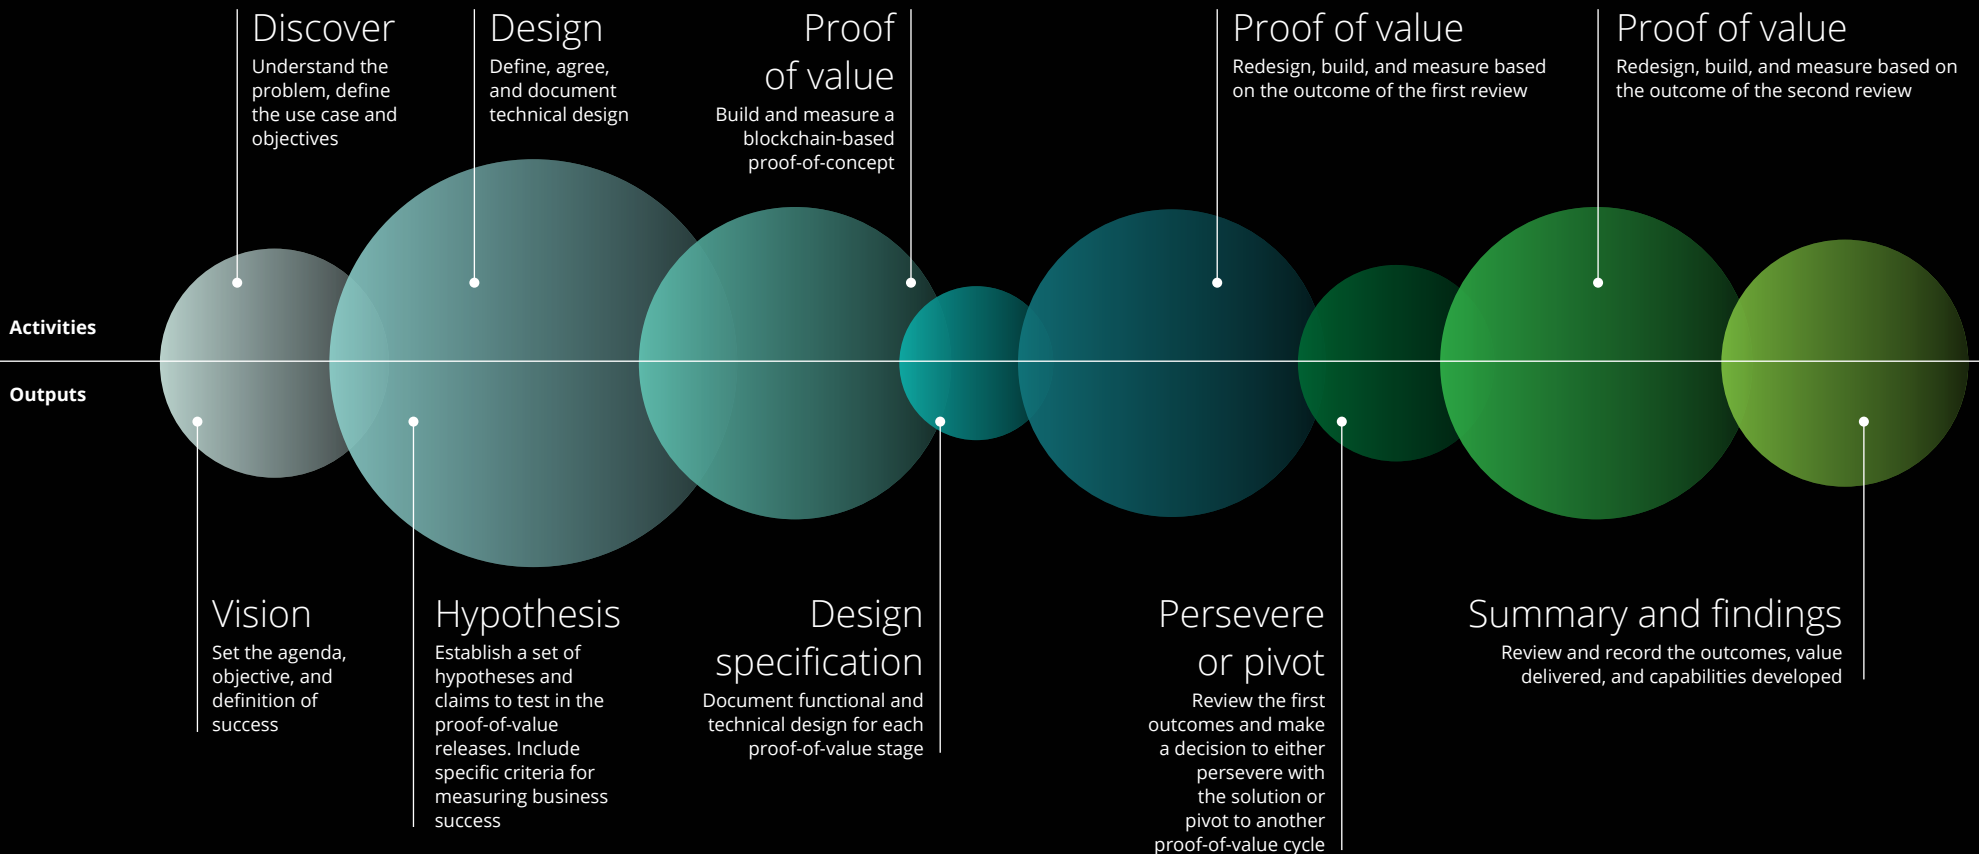 Discover
Understand the
problem, define
the use case and
objectives
Design
Define, agree,
and document
technical design
Proof
of value
Build and measure a
blockchain-based
proof-of-concept
Proof of value
Redesign, build, and measure based
on the outcome of the first review
Proof of value
Redesign, build, and measure based on
the outcome of the second review
Activities
Outputs
Vision
Set the agenda,
objective, and
definition of
success
Hypothesis
Establish a set of
hypotheses and
claims to test in the
proof-of-value
releases. Include
specific criteria for
measuring business
success
Design
specification
Document functional and
technical design for each
proof-of-value stage
Persevere
or pivot
Review the first
outcomes and make
a decision to either
persevere with
the solution or
pivot to another
proof-of-value cycle
Summary and findings
Review and record the outcomes, value
delivered, and capabilities developed